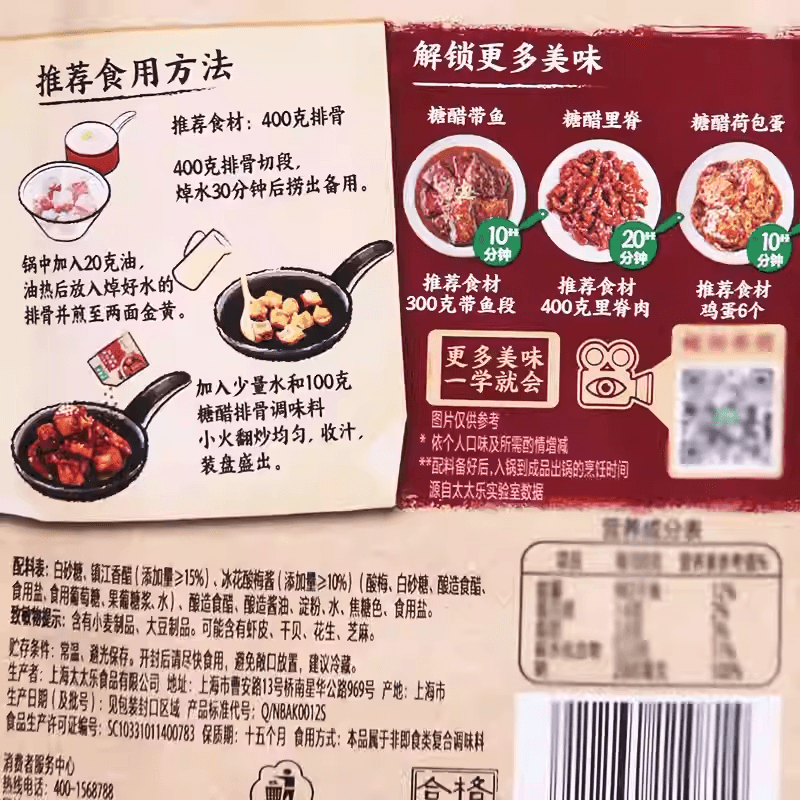 推荐食用方法
推荐食材：400克排骨
400克排骨切段，
焯水30分钟后捞出备用。
锅中加入20克油，
油热后放入焯好水的
排骨并煎至两面金黄。
加入少量水和100克
糖醋排骨调味料
小火翻炒均匀，收汁，
装盘盛出。
解锁更多美味
糖醋带鱼
糖醋里脊
糖醋荷包蛋
10**
分钟
20**
分钟
10**
分钟
推荐食材
300克带鱼段
推荐食材
400克里脊肉
推荐食材
鸡蛋6个
更多美味
一学就会
图片仅供参考
* 依个人口味及所需酌情增减
**配料备好后，入锅到成品出锅的烹饪时间
源自太太乐实验室数据
配料表：白砂糖、镇江香醋（添加量≥15%）、冰花酸梅酱（添加量≥10%）（酸梅、白砂糖、酿造食醋、
食用盐、食用葡萄糖、果葡糖浆、水）、酿造食醋、酿造酱油、淀粉、水、焦糖色、食用盐。
致敏物提示：含有小麦制品、大豆制品。可能含有虾皮、干贝、花生、芝麻。
贮存条件：常温、避光保存。开封后请尽快食用，避免敞口放置，建议冷藏。
生产者：上海太太乐食品有限公司 地址：上海市曹安路13号桥南星华公路969号 产地：上海市
生产日期（及批号）：见包装封口区域 产品标准代号：Q/NBAK0012S
食品生产许可证编号：SC10331011400783 保质期：十五个月 食用方式：本品属于非即食类复合调味料
消费者服务中心
热线电话：400-1568788
合格
营养成分表